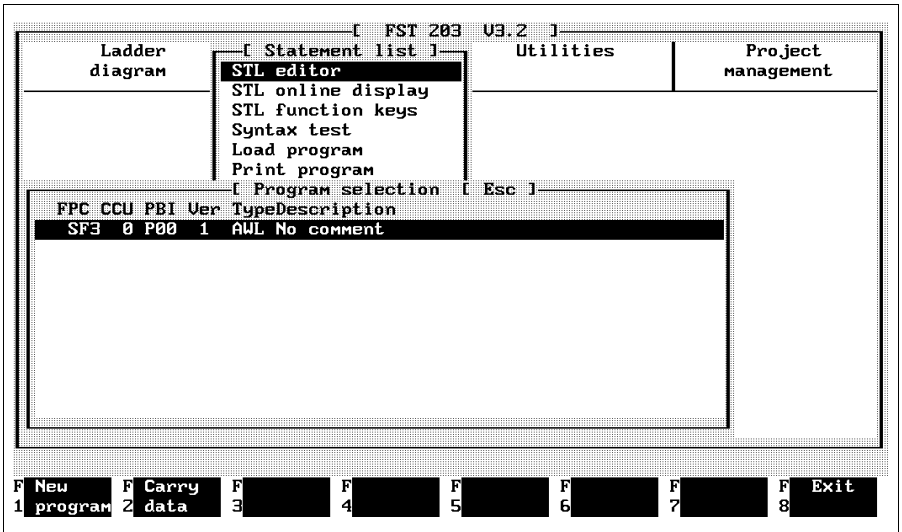 [ FST 203 V3.2 ]
Ladder diagram
[ Statement list ]
Utilities
Project management
STL editor
STL online display
STL function keys
Syntax test
Load program
Print program
[ Program selection [ Esc ]
FPC CCU PBI Ver TypeDescription
SF3 0 P00 1 AWL No comment
F1 New program F2 Carry data F3 F4 F5 F6 F7 F8 Exit